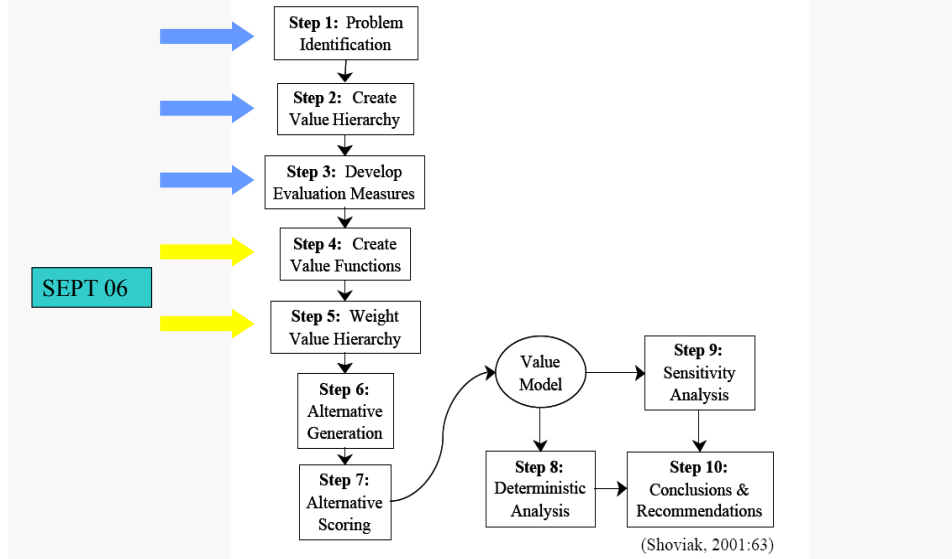 Step 1: Problem
Identification
Step 2: Create
Value Hierarchy
Step 3: Develop
Evaluation Measures
Step 4: Create
Value Functions
SEPT 06
Step 5: Weight
Value Hierarchy
Step 6:
Alternative
Generation
Step 7:
Alternative
Scoring
Value
Model
Step 8:
Deterministic
Analysis
Step 9:
Sensitivity
Analysis
Step 10:
Conclusions &
Recommendations
(Shoviak, 2001:63)